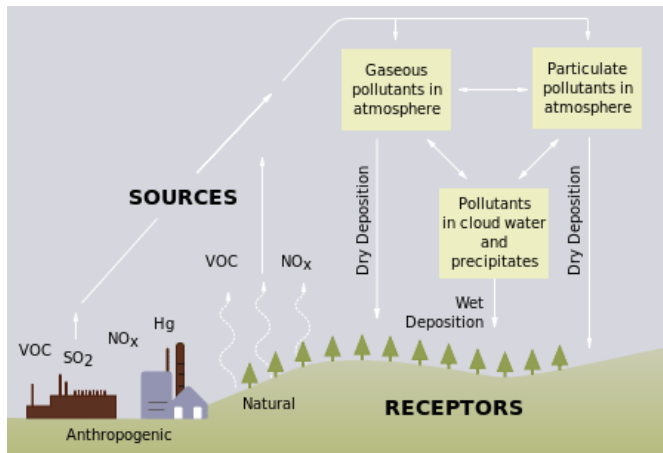 Gaseous
pollutants in
atmosphere
Particulate
pollutants in
atmosphere
Dry Deposition
Dry Deposition
SOURCES
Pollutants
in cloud water
and
precipitates
VOC
NOx
Wet
Deposition
VOC
SO2
NOx
Hg
Natural
RECEPTORS
Anthropogenic